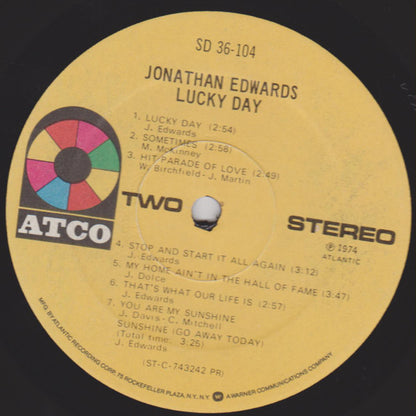 SD 36-104
JONATHAN EDWARDS
LUCKY DAY
1. LUCKY DAY (2:54)
J. Edwards
2. SOMETIMES (2:58)
M. McKinney
3. HIT PARADE OF LOVE (2:49)
W. Birchfield-J. Martin
ATCO
TWO
STEREO
℗ 1974
ATLANTIC
4. STOP AND START IT ALL AGAIN (3:12)
J. Edwards
5. MY HOME AIN'T IN THE HALL OF FAME (3:47)
J. Dolce
6. THAT'S WHAT OUR LIFE IS (2:57)
J. Edwards
7. YOU ARE MY SUNSHINE
J. Davis-C. Mitchell
SUNSHINE (GO AWAY TODAY)
(Total time: 3:25)
J. Edwards
(ST-C-743242 PR)
MFG. BY ATLANTIC RECORDING CORP., 75 ROCKEFELLER PLAZA, N.Y., N.Y. W A WARNER COMMUNICATIONS COMPANY